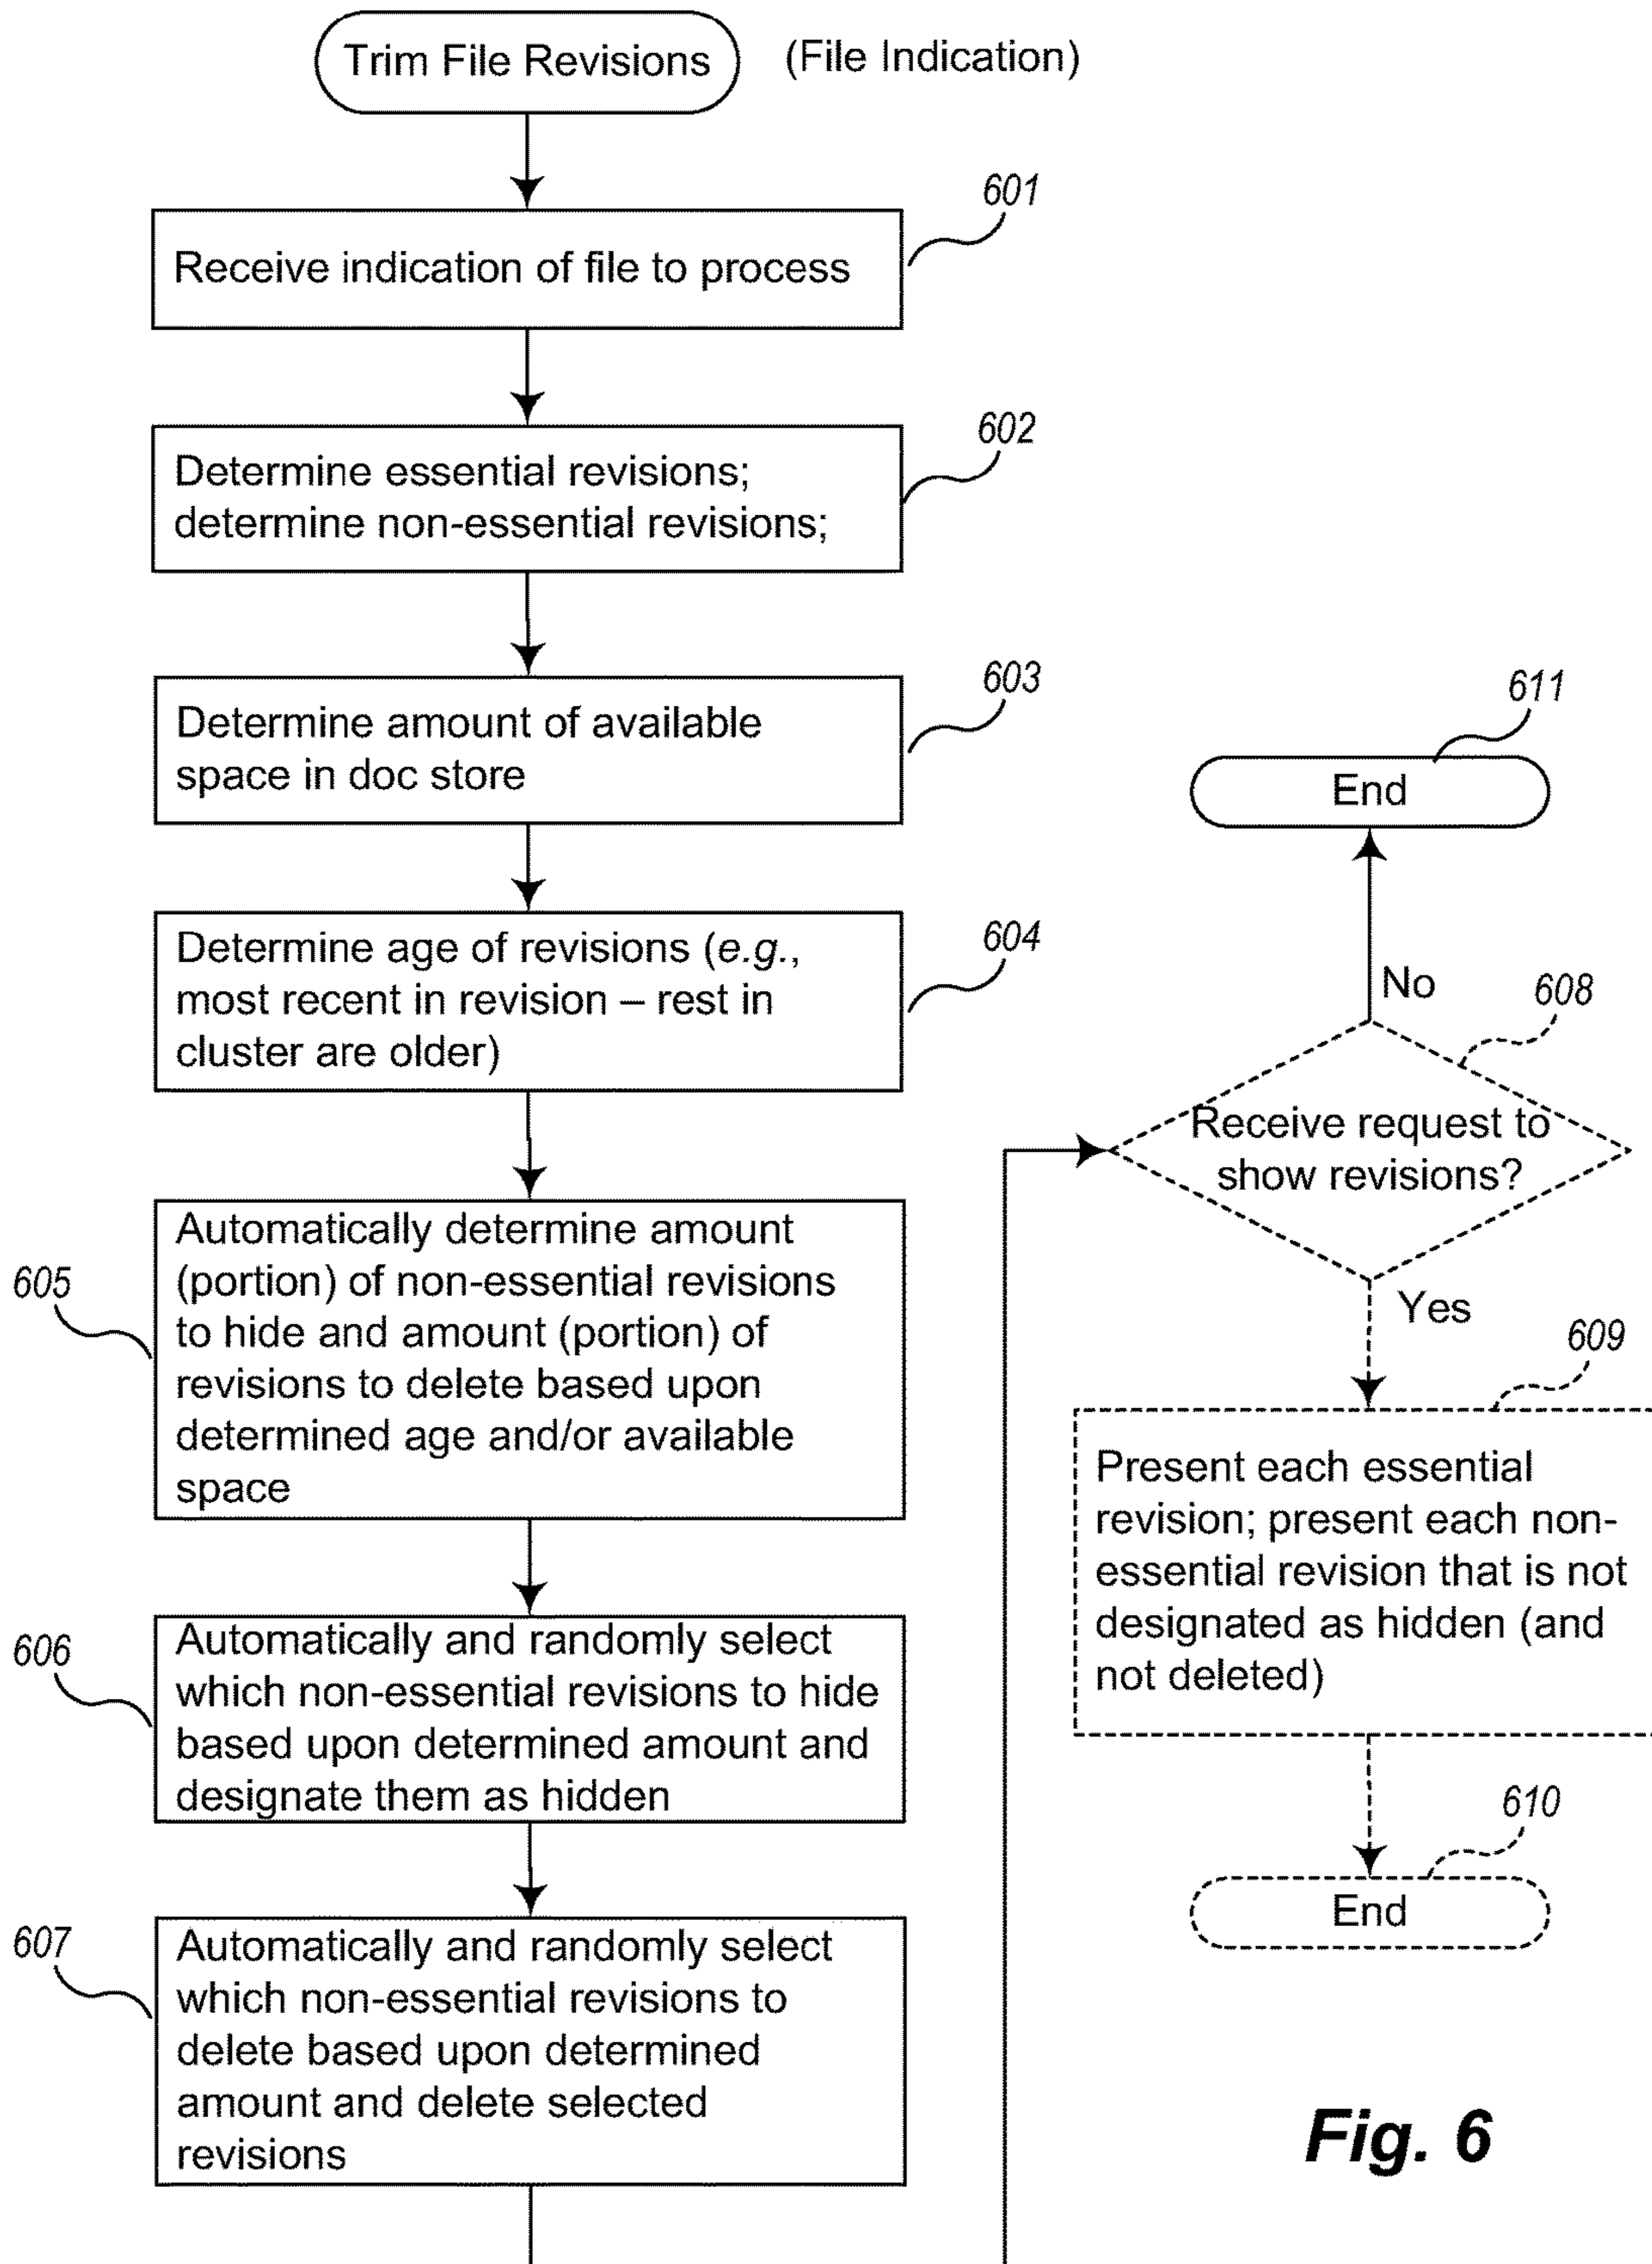 Trim File Revisions
(File Indication)
601
Receive indication of file to process
602
Determine essential revisions;
determine non-essential revisions;
603
Determine amount of available
space in doc store
604
Determine age of revisions (e.g.,
most recent in revision – rest in
cluster are older)
605
Automatically determine amount
(portion) of non-essential revisions
to hide and amount (portion) of
revisions to delete based upon
determined age and/or available
space
606
Automatically and randomly select
which non-essential revisions to hide
based upon determined amount and
designate them as hidden
607
Automatically and randomly select
which non-essential revisions to
delete based upon determined
amount and delete selected
revisions
611
End
No
608
Receive request to
show revisions?
Yes
609
Present each essential
revision; present each non-
essential revision that is not
designated as hidden (and
not deleted)
610
End
Fig. 6